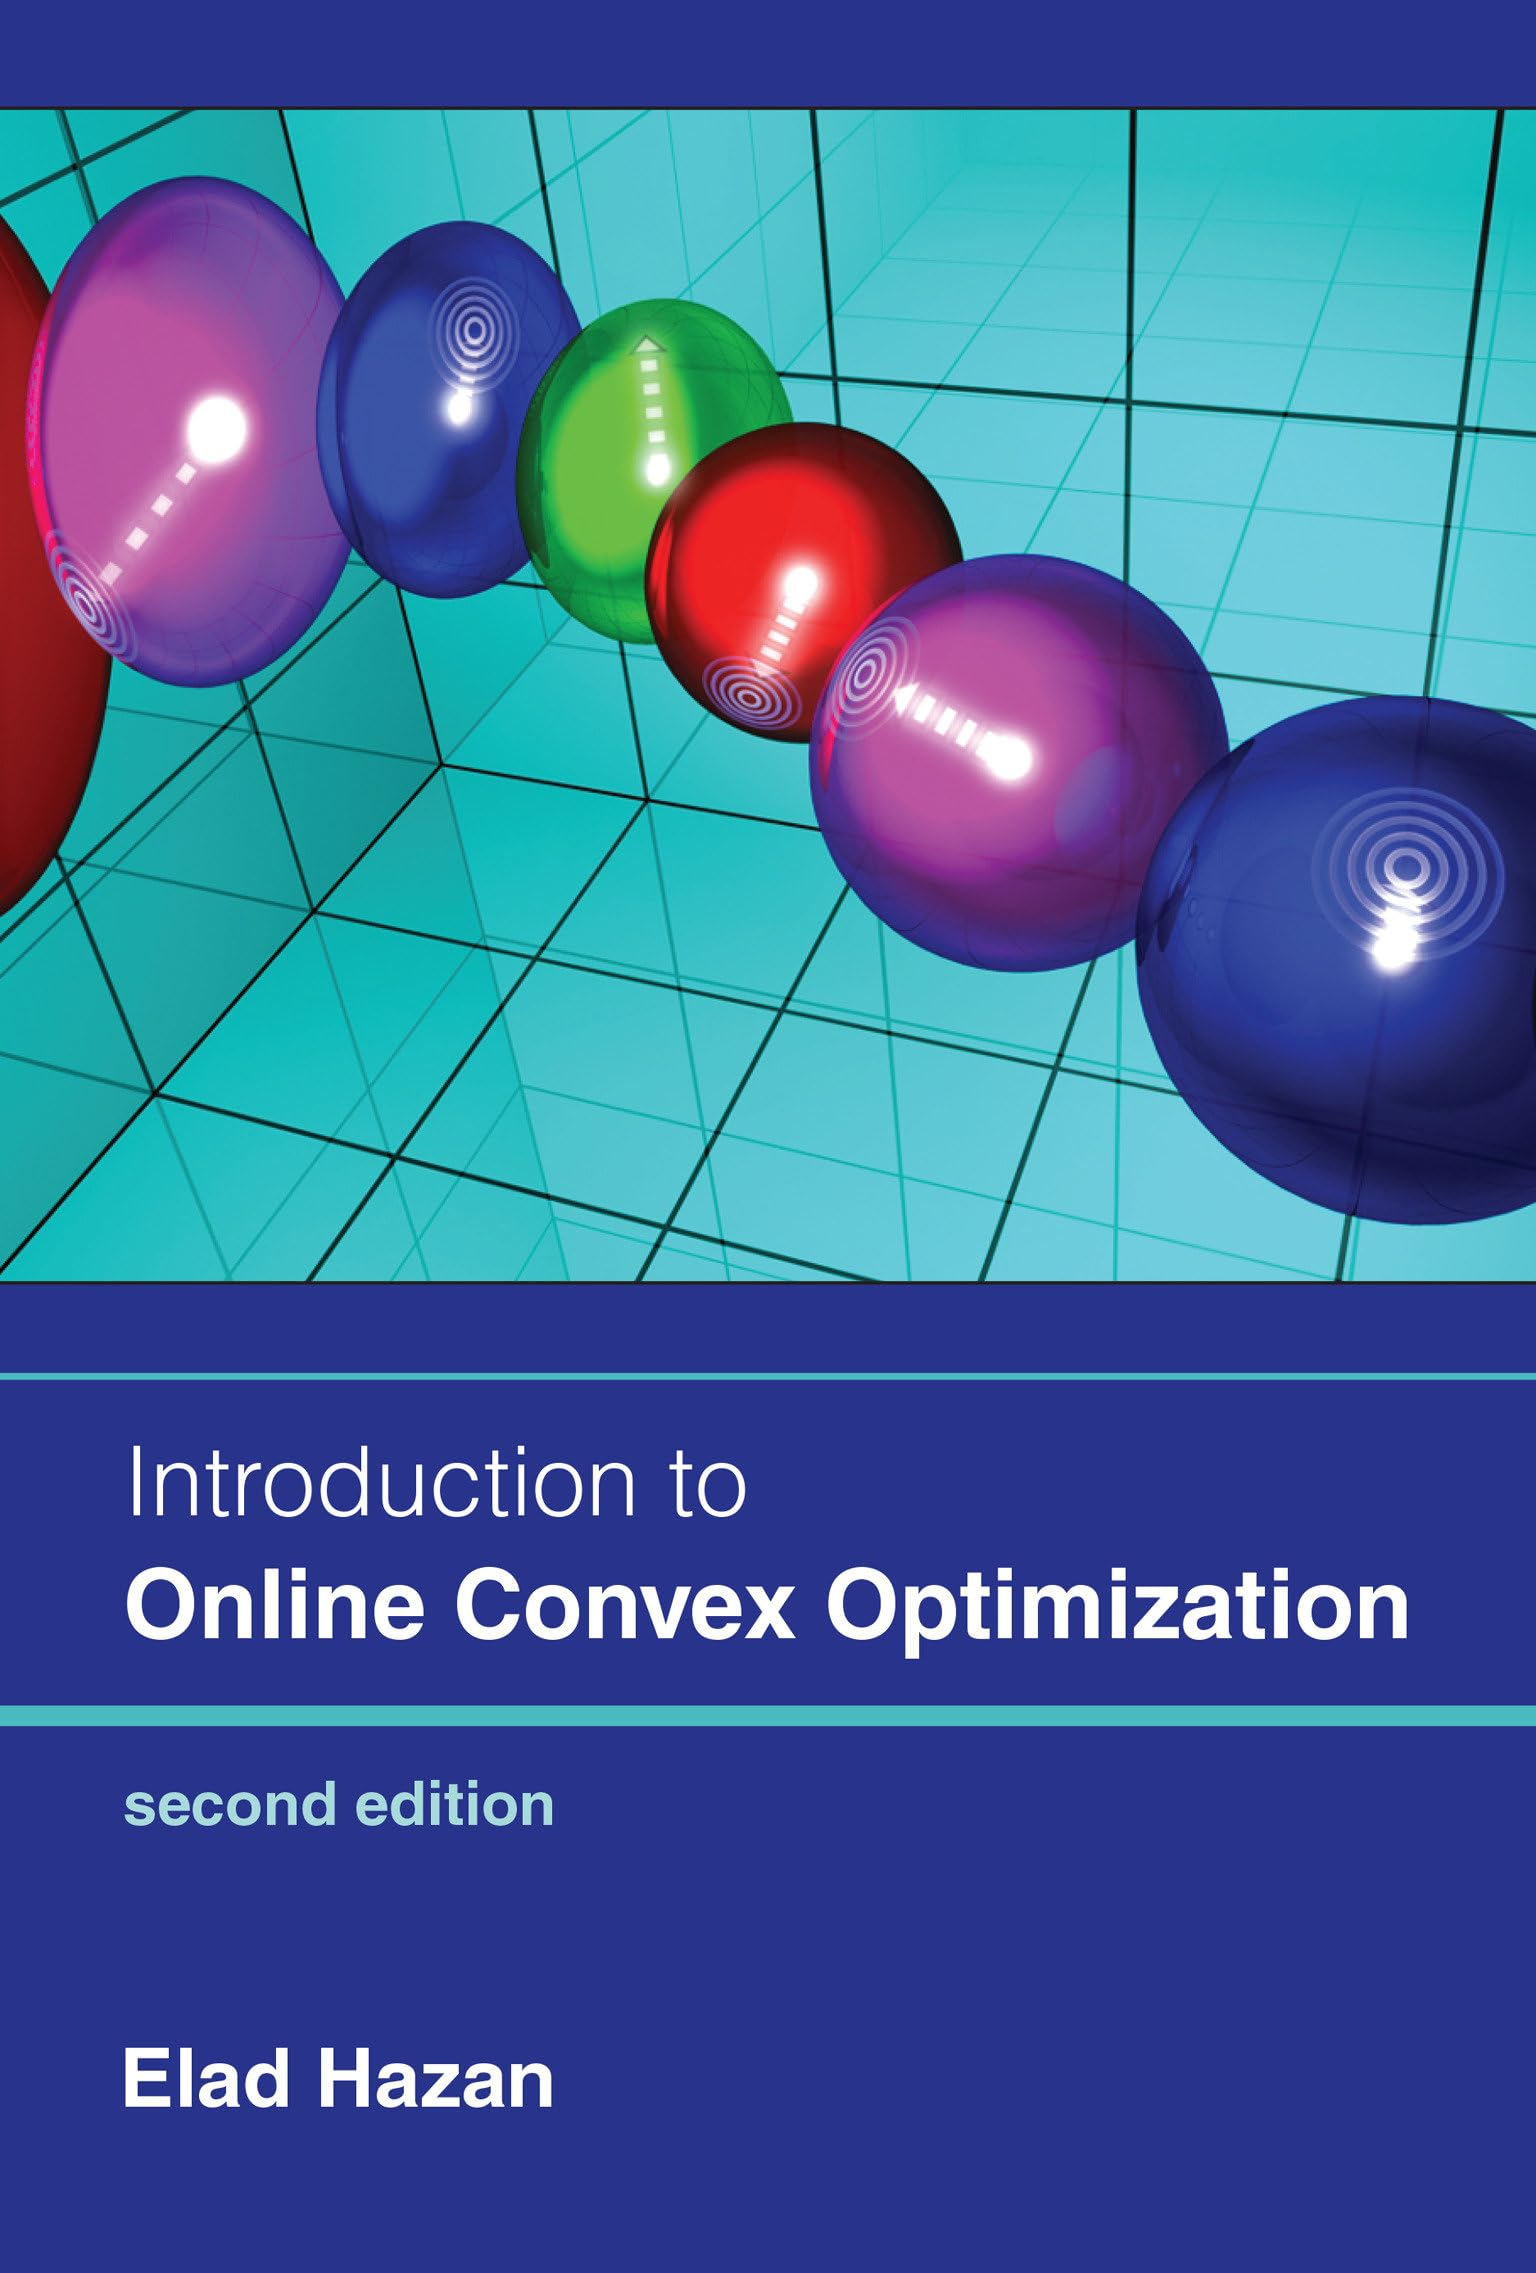 Introduction to
Online Convex Optimization
second edition
Elad Hazan